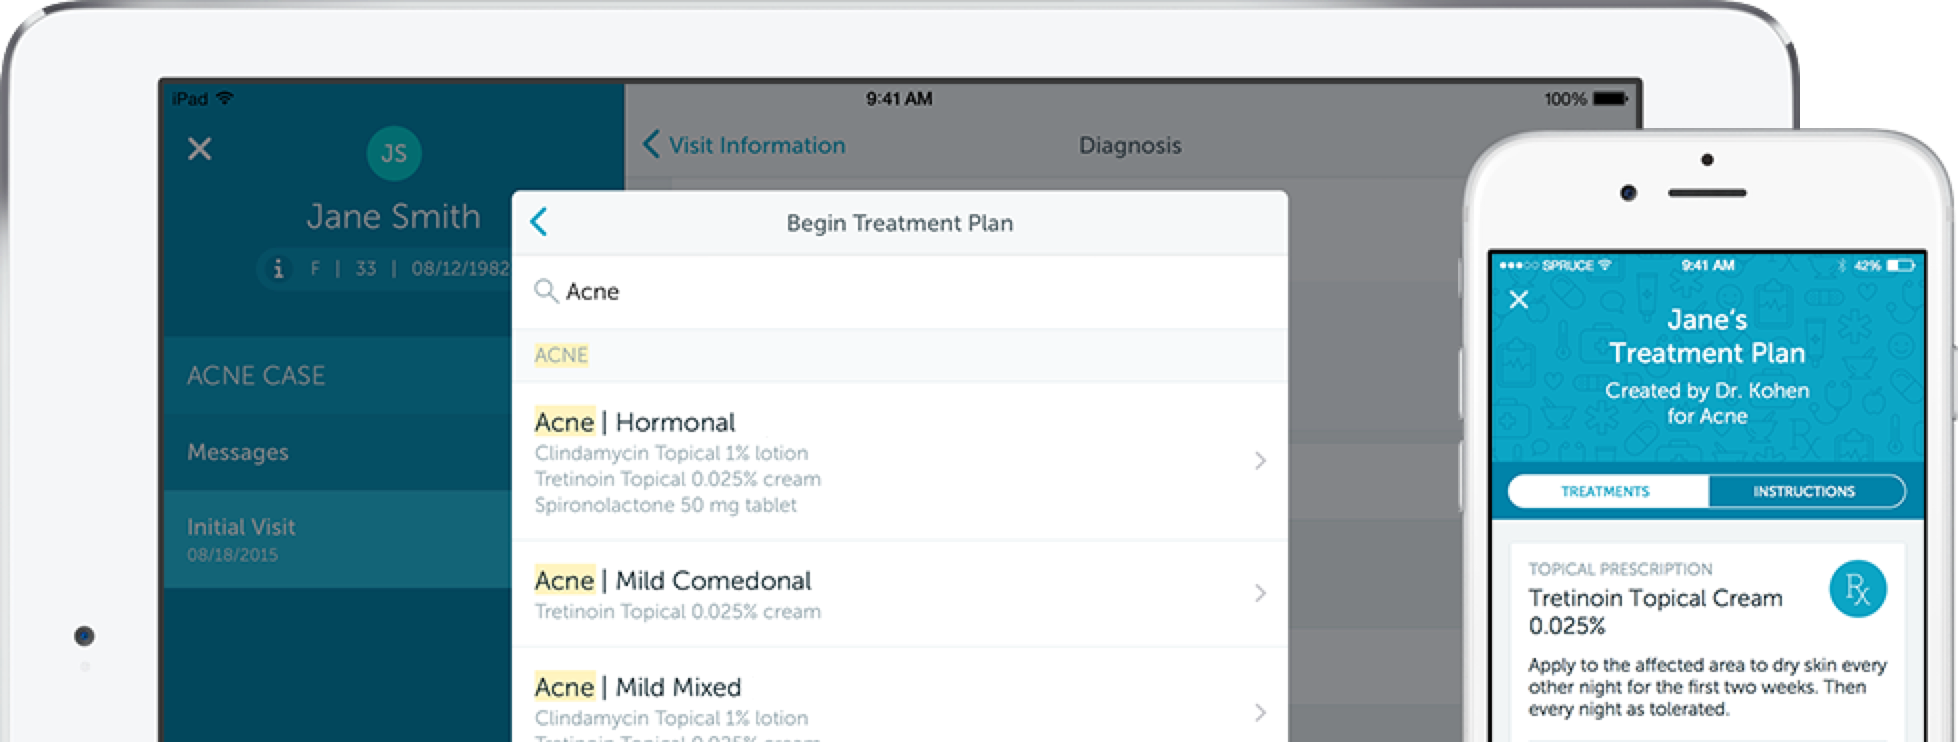 iPad
9:41 AM
100%
JS
Jane Smith
F | 33 | 08/12/1982
ACNE CASE
Messages
Initial Visit
08/18/2015
Visit Information
Diagnosis
Begin Treatment Plan
Acne
ACNE
Acne | Hormonal
Clindamycin Topical 1% lotion
Tretinoin Topical 0.025% cream
Spironolactone 50 mg tablet
Acne | Mild Comedonal
Tretinoin Topical 0.025% cream
Acne | Mild Mixed
Clindamycin Topical 1% lotion
Tretinoin Topical 0.025% cream
SPRUCE
9:41 AM
42%
Jane's
Treatment Plan
Created by Dr. Kohen
for Acne
TREATMENTS
INSTRUCTIONS
TOPICAL PRESCRIPTION
Tretinoin Topical Cream
0.025%
Rx
Apply to the affected area to dry skin every
other night for the first two weeks. Then
every night as tolerated.